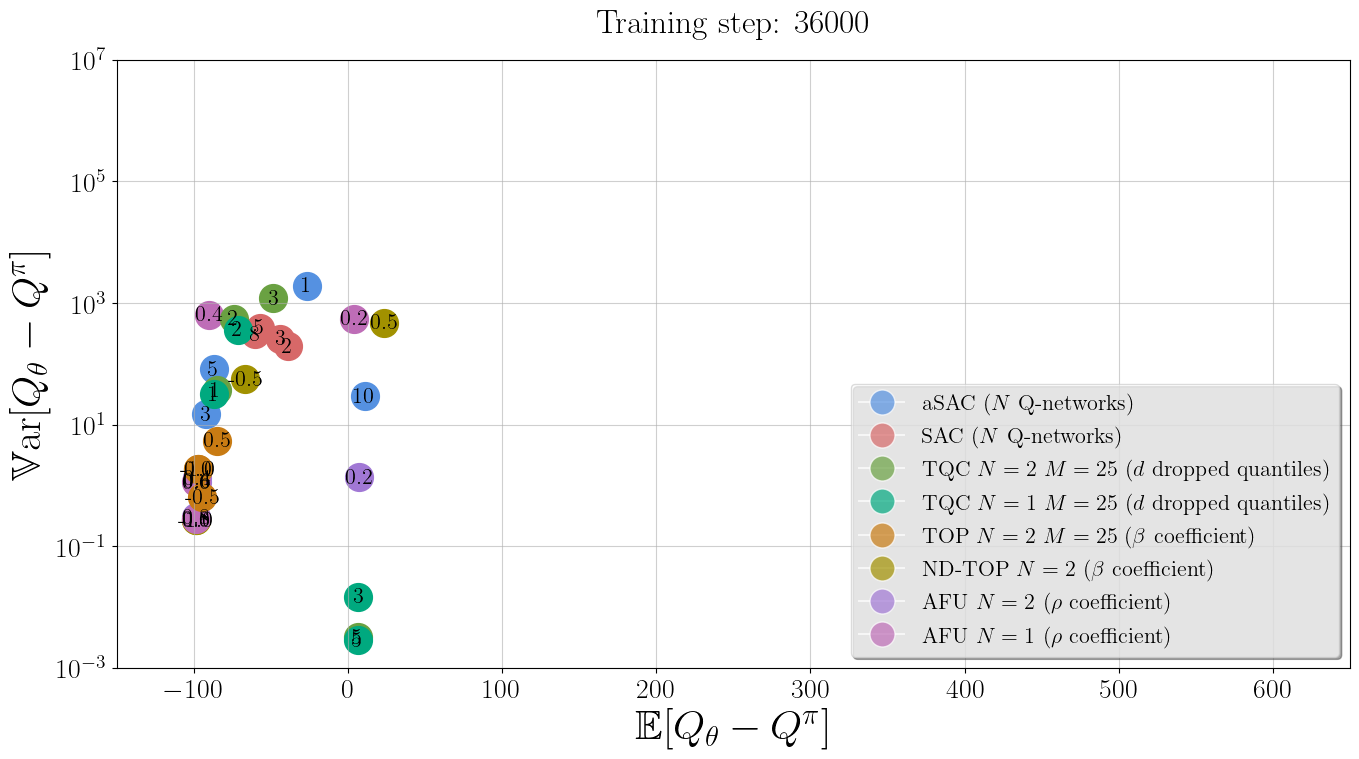 Training step: 36000
10^7
10^5
10^3
10^1
10^−1
10^−3
𝕍ar[Q_θ − Q^π]
1
3
0.4
2
2
5
8
3
2
0.2
0.5
5
-0.5
1
1
3
10
0.5
-0.5
0.2
3
5
5
aSAC (N Q-networks)
SAC (N Q-networks)
TQC N = 2 M = 25 (d dropped quantiles)
TQC N = 1 M = 25 (d dropped quantiles)
TOP N = 2 M = 25 (β coefficient)
ND-TOP N = 2 (β coefficient)
AFU N = 2 (ρ coefficient)
AFU N = 1 (ρ coefficient)
−100 0 100 200 300 400 500 600
𝔼[Q_θ − Q^π]